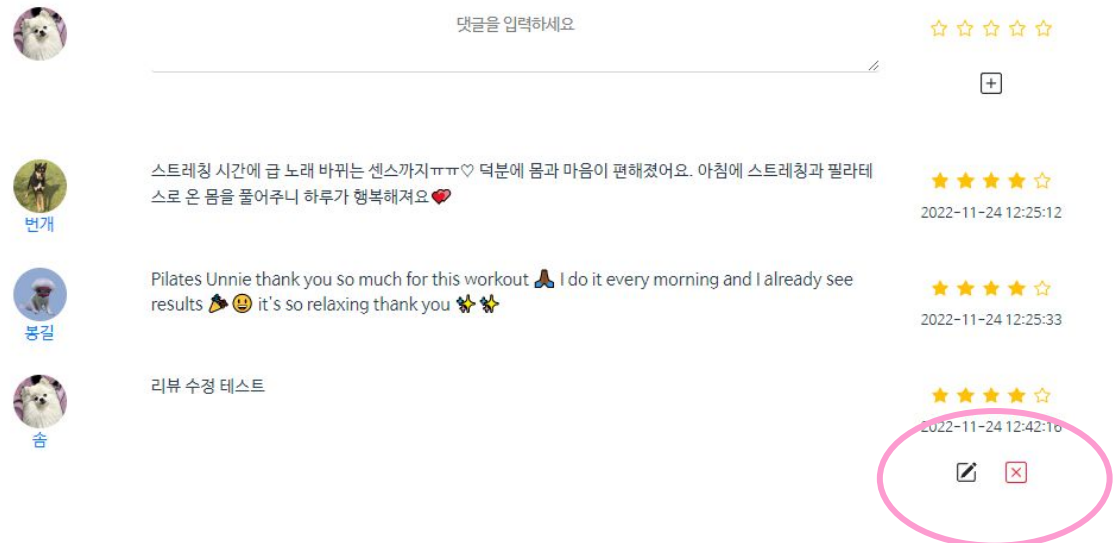 댓글을 입력하세요
스트레칭 시간에 급 노래 바뀌는 센스까지ㅠㅠ♡ 덕분에 몸과 마음이 편해졌어요. 아침에 스트레칭과 필라테
스로 온 몸을 풀어주니 하루가 행복해져요💕
2022-11-24 12:25:12
번개
Pilates Unnie thank you so much for this workout 🙏🏾 I do it every morning and I already see
results 🎉 😃 it's so relaxing thank you ✨ ✨
2022-11-24 12:25:33
봉길
리뷰 수정 테스트
2022-11-24 12:42:16
솜